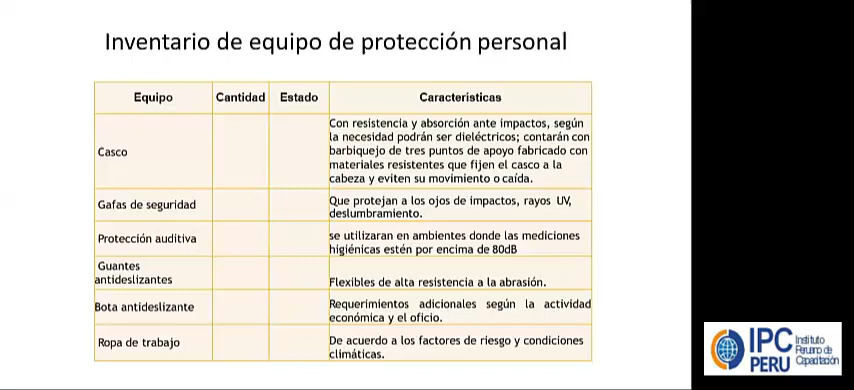 Inventario de equipo de protección personal
Equipo
Cantidad
Estado
Características
Casco
Con resistencia y absorción ante impactos, según
la necesidad podrán ser dieléctricos; contarán con
barbiquejo de tres puntos de apoyo fabricado con
materiales resistentes que fijen el casco a la
cabeza y eviten su movimiento o caída.
Gafas de seguridad
Que protejan a los ojos de impactos, rayos UV,
deslumbramiento.
Protección auditiva
se utilizaran en ambientes donde las mediciones
higiénicas estén por encima de 80dB
Guantes
antideslizantes
Flexibles de alta resistencia a la abrasión.
Bota antideslizante
Requerimientos adicionales según la actividad
económica y el oficio.
Ropa de trabajo
De acuerdo a los factores de riesgo y condiciones
climáticas.
IPC
PERU
Instituto
Peruano de
Capacitación